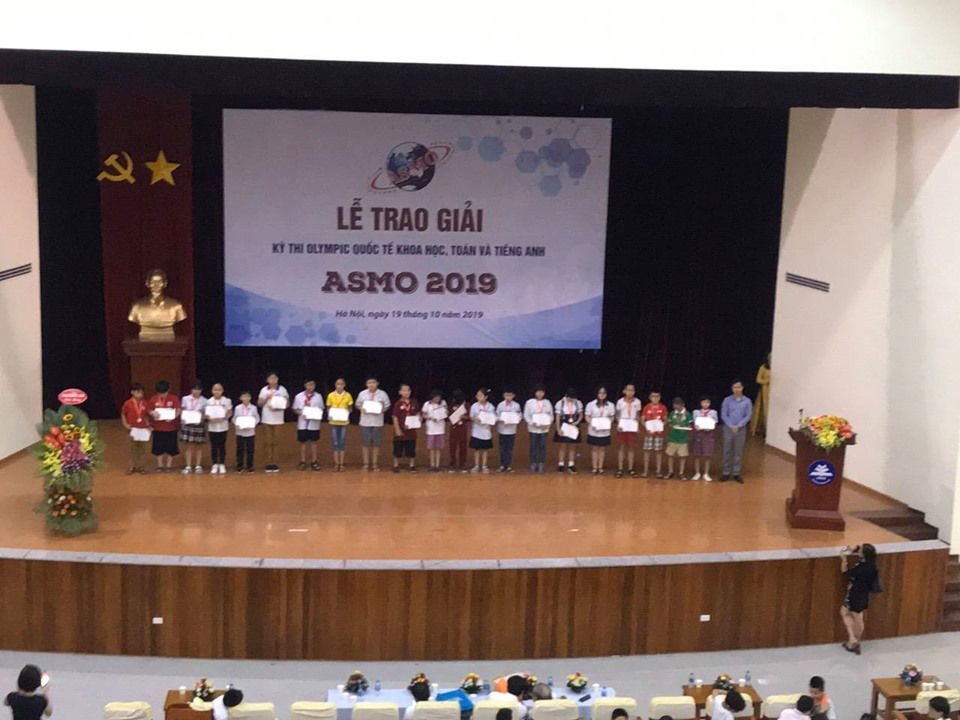 ASMO
LỄ TRAO GIẢI
KỲ THI OLYMPIC QUỐC TẾ KHOA HỌC, TOÁN VÀ TIẾNG ANH
ASMO 2019
Hà Nội, ngày 19 tháng 10 năm 2019